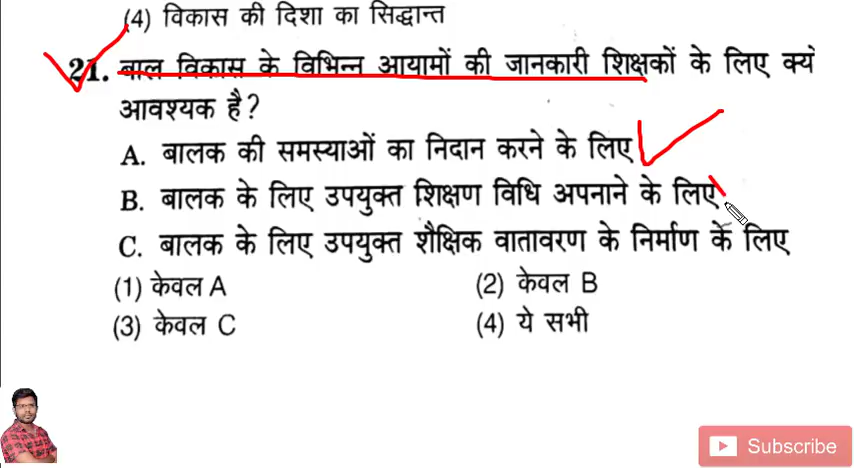 (4) विकास की दिशा का सिद्धान्त
21. बाल विकास के विभिन्न आयामों की जानकारी शिक्षकों के लिए क्यों
आवश्यक है?
A. बालक की समस्याओं का निदान करने के लिए
B. बालक के लिए उपयुक्त शिक्षण विधि अपनाने के लिए
C. बालक के लिए उपयुक्त शैक्षिक वातावरण के निर्माण के लिए
(1) केवल A (2) केवल B
(3) केवल C (4) ये सभी
Subscribe